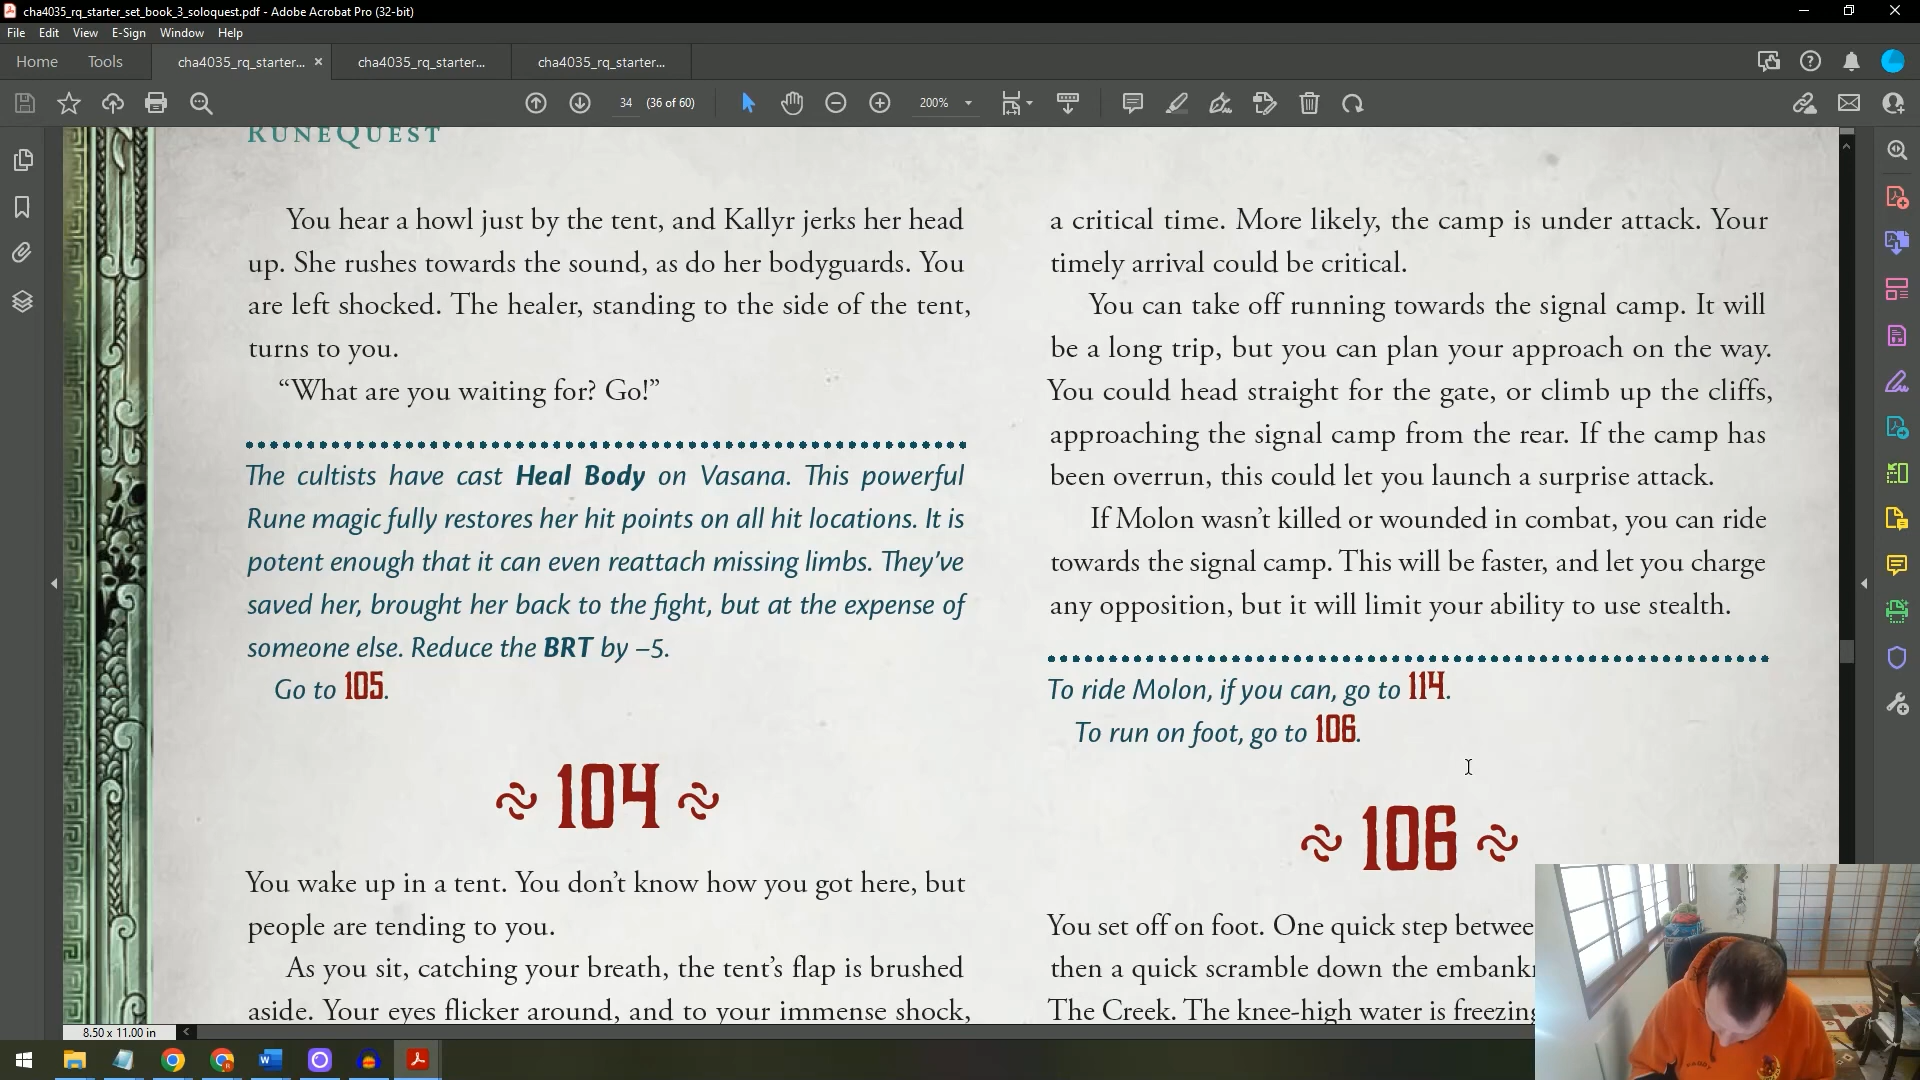 cha4035_rq_starter_set_book_3_soloquest.pdf - Adobe Acrobat Pro (32-bit)
File Edit View E-Sign Window Help
Home Tools cha4035_rq_starter... × cha4035_rq_starter... cha4035_rq_starter...
34 (36 of 60) 200%
RUNEQUEST
You hear a howl just by the tent, and Kallyr jerks her head
up. She rushes towards the sound, as do her bodyguards. You
are left shocked. The healer, standing to the side of the tent,
turns to you.
“What are you waiting for? Go!”
The cultists have cast Heal Body on Vasana. This powerful
Rune magic fully restores her hit points on all hit locations. It is
potent enough that it can even reattach missing limbs. They’ve
saved her, brought her back to the fight, but at the expense of
someone else. Reduce the BRT by –5.
Go to 105.
104
You wake up in a tent. You don’t know how you got here, but
people are tending to you.
As you sit, catching your breath, the tent’s flap is brushed
aside. Your eyes flicker around, and to your immense shock,
a critical time. More likely, the camp is under attack. Your
timely arrival could be critical.
You can take off running towards the signal camp. It will
be a long trip, but you can plan your approach on the way.
You could head straight for the gate, or climb up the cliffs,
approaching the signal camp from the rear. If the camp has
been overrun, this could let you launch a surprise attack.
If Molon wasn’t killed or wounded in combat, you can ride
towards the signal camp. This will be faster, and let you charge
any opposition, but it will limit your ability to use stealth.
To ride Molon, if you can, go to 114.
To run on foot, go to 106.
106
You set off on foot. One quick step betwee
then a quick scramble down the embank
The Creek. The knee-high water is freezing
8.50 x 11.00 in